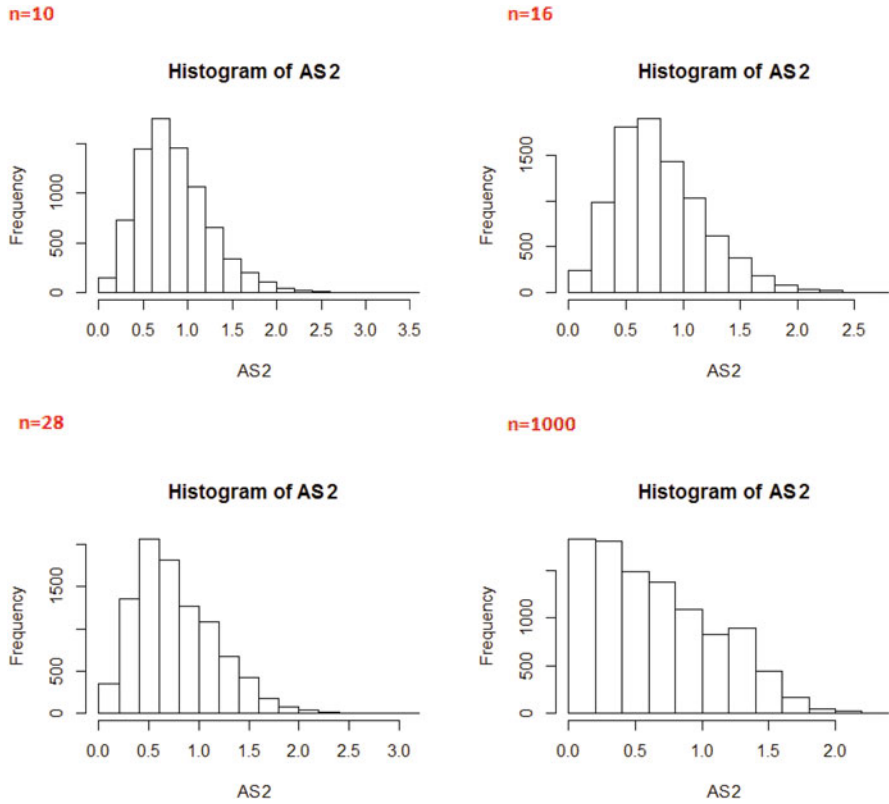 n=10
n=16
Histogram of AS2
Histogram of AS2
Frequency
0 500 1000
0.0 0.5 1.0 1.5 2.0 2.5 3.0 3.5
AS2
Frequency
0 500 1500
0.0 0.5 1.0 1.5 2.0 2.5
AS2
n=28
n=1000
Histogram of AS2
Histogram of AS2
Frequency
0 500 1500
0.0 0.5 1.0 1.5 2.0 2.5 3.0
AS2
Frequency
0 500 1000
0.0 0.5 1.0 1.5 2.0
AS2